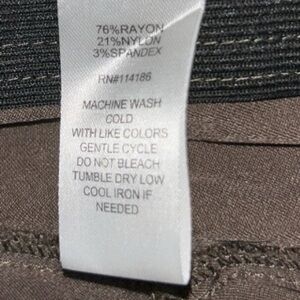 76%RAYON
21%NYLON
3%SPANDEX
RN#114186
MACHINE WASH
COLD
WITH LIKE COLORS
GENTLE CYCLE
DO NOT BLEACH
TUMBLE DRY LOW
COOL IRON IF
NEEDED